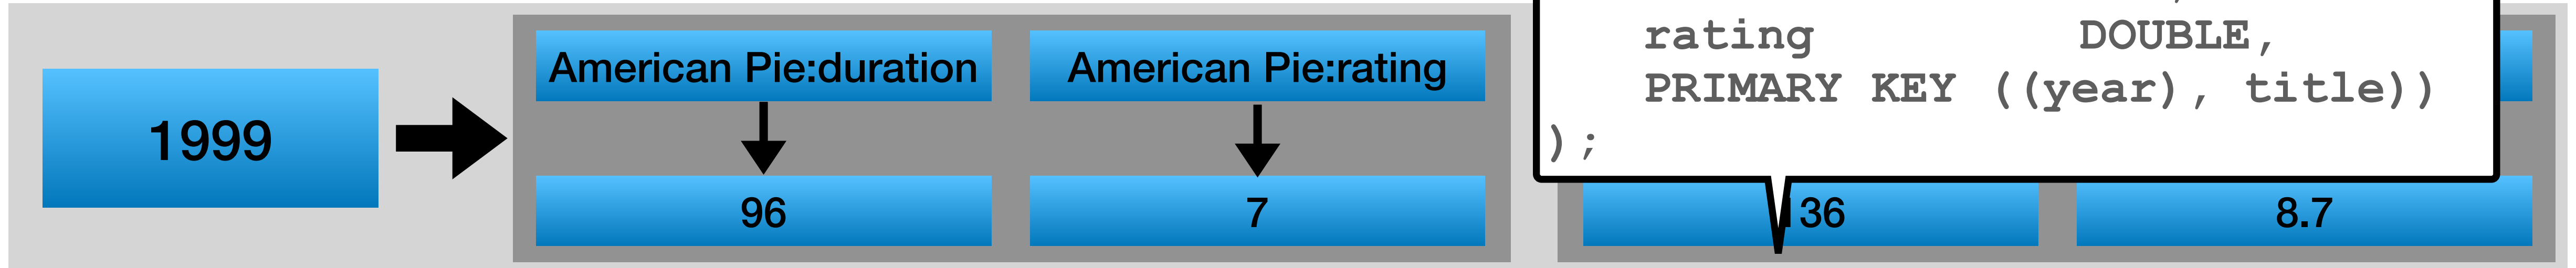 1999
American Pie:duration
American Pie:rating
96
7
rating DOUBLE,
PRIMARY KEY ((year), title))
);
36
8.7